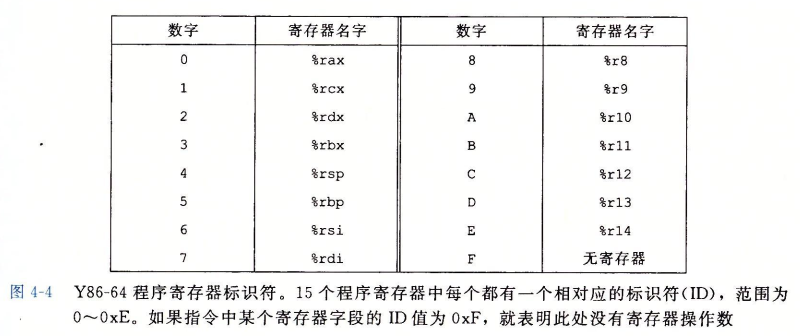 数字 寄存器名字 数字 寄存器名字
0 %rax 8 %r8
1 %rcx 9 %r9
2 %rdx A %r10
3 %rbx B %r11
4 %rsp C %r12
5 %rbp D %r13
6 %rsi E %r14
7 %rdi F 无寄存器
图 4-4 Y86-64 程序寄存器标识符。15 个程序寄存器中每个都有一个相对应的标识符(ID)，范围为
0～0xE。如果指令中某个寄存器字段的 ID 值为 0xF，就表明此处没有寄存器操作数